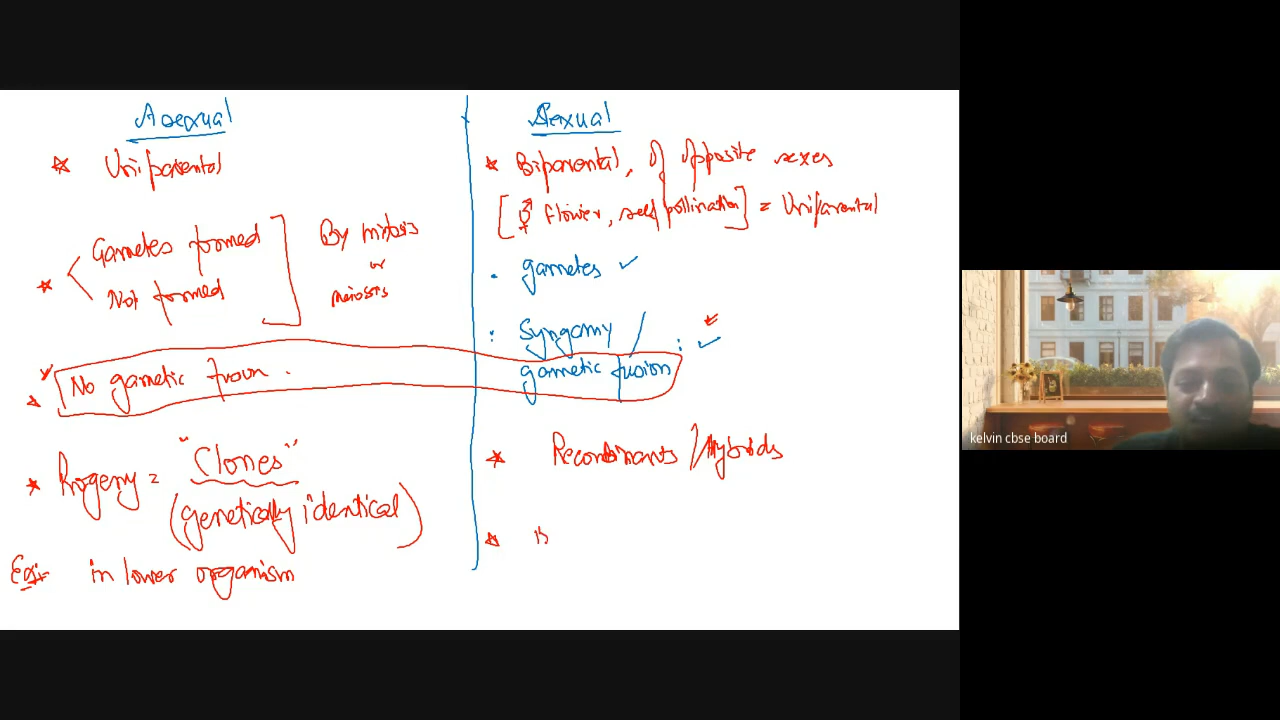 Asexual
* Uniparental
* Gametes formed
Not formed
By mitosis
or
meiosis
No gametic fusion.
* Progeny = "Clones"
(genetically identical)
in lower organism
Sexual
* Biparental, of opposite sexes
[⚥ flower, self pollination] = Uniparental
• gametes ✓
: Syngamy /
gametic fusion : ✓
* Recombinants / Hybrids
*
kelvin cbse board